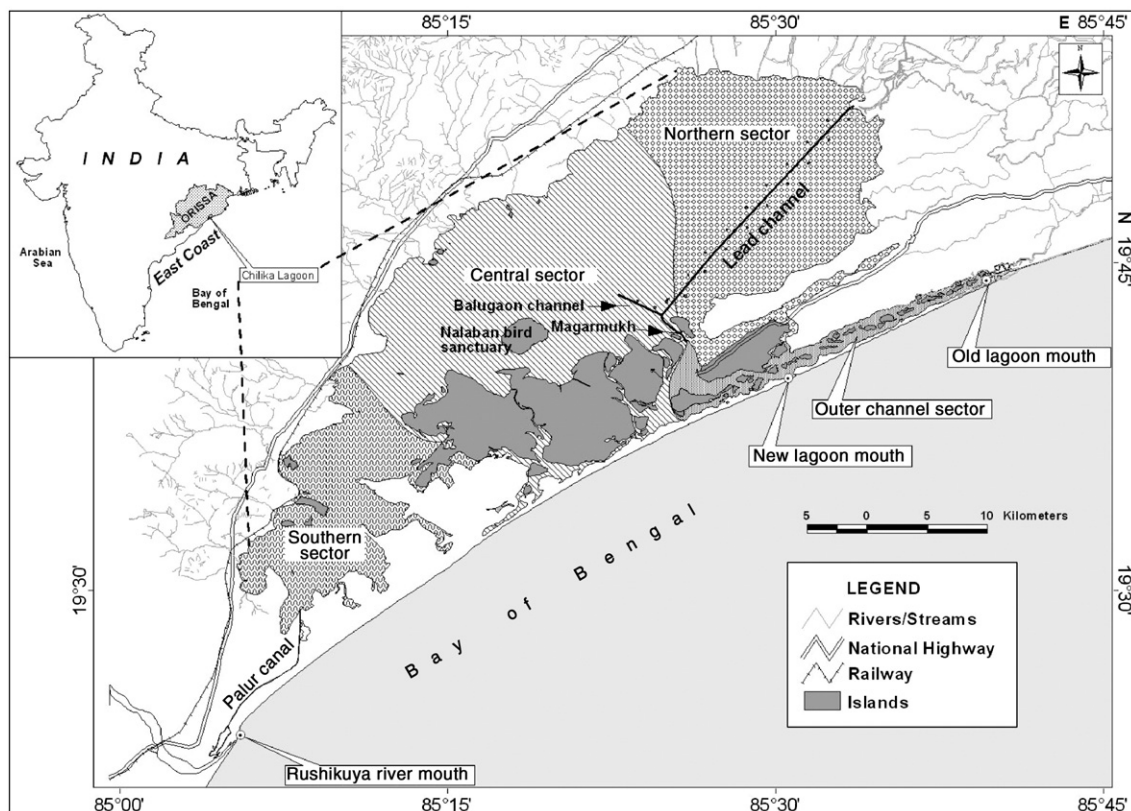 85°15'
85°30'
E
85°45'
INDIA
ORISSA
Arabian
Sea
East Coast
Bay of
Bengal
Chilika Lagoon
Northern sector
Lead channel
Central sector
Balugaon channel
Magarmukh
Nalaban bird
sanctuary
N
19°45'
Old lagoon mouth
Outer channel sector
New lagoon mouth
5 0 5 10 Kilometers
Southern
sector
Bay of Bengal
19°30'
19°30'
Palur canal
Rushikuya river mouth
LEGEND
Rivers/Streams
National Highway
Railway
Islands
85°00'
85°15'
85°30'
85°45'